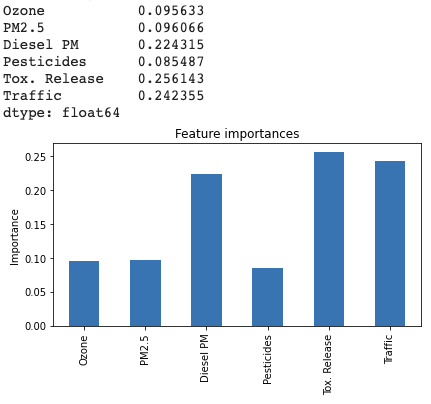 Ozone 0.095633
PM2.5 0.096066
Diesel PM 0.224315
Pesticides 0.085487
Tox. Release 0.256143
Traffic 0.242355
dtype: float64
Feature importances
Importance
0.25
0.20
0.15
0.10
0.05
0.00
Ozone
PM2.5
Diesel PM
Pesticides
Tox. Release
Traffic